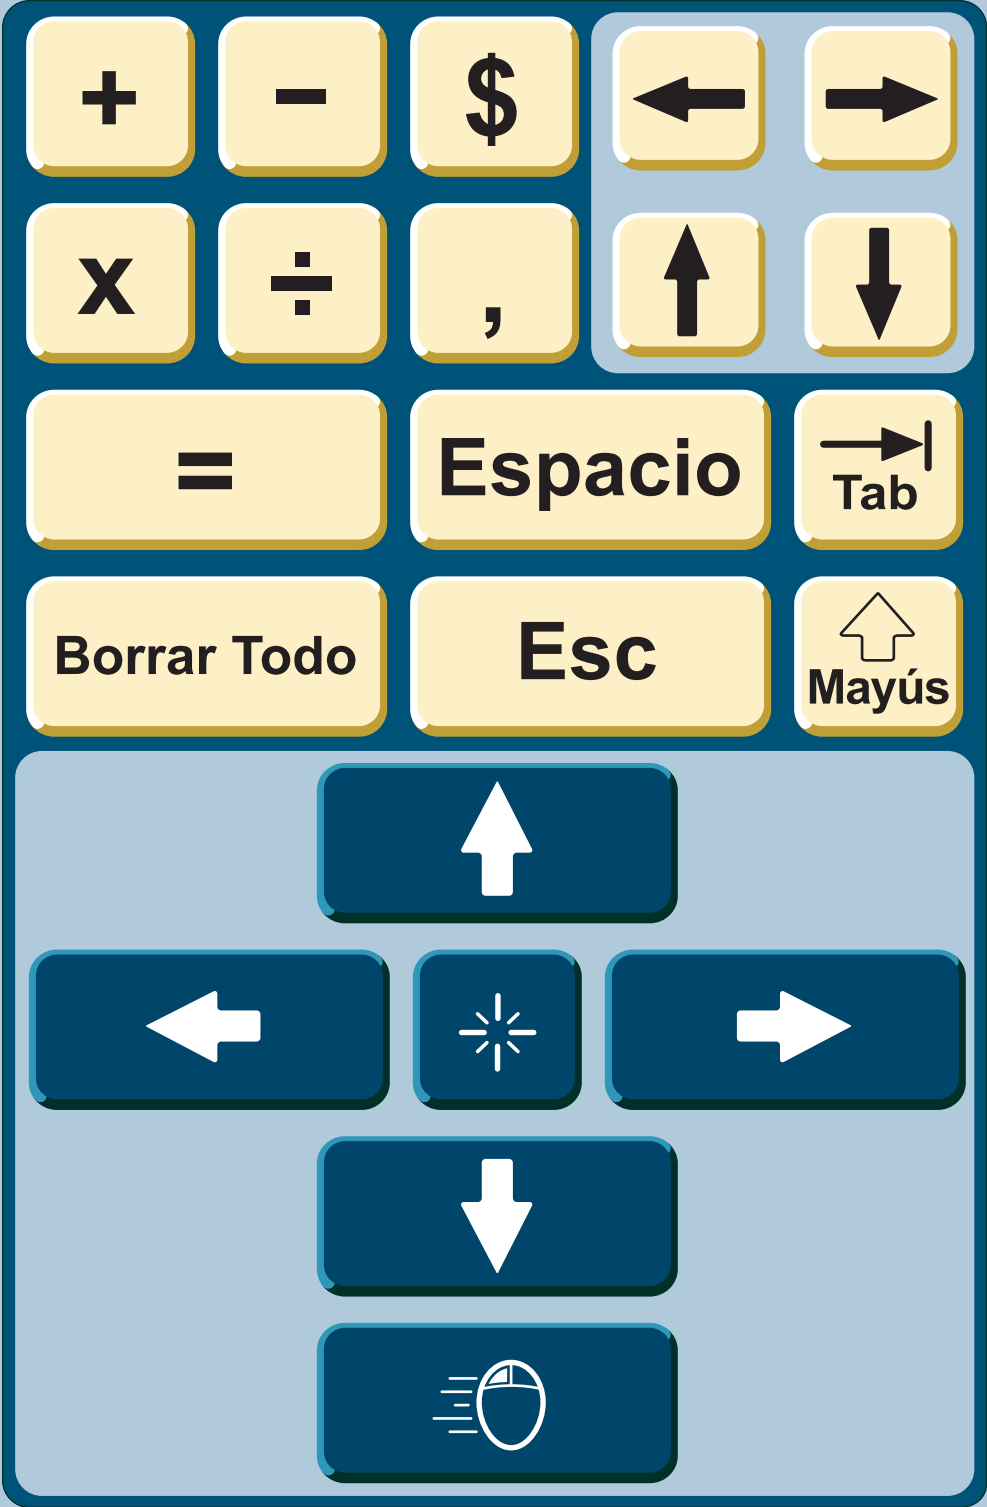 + − $
x ÷ ,
= Espacio Tab
Borrar Todo Esc Mayús